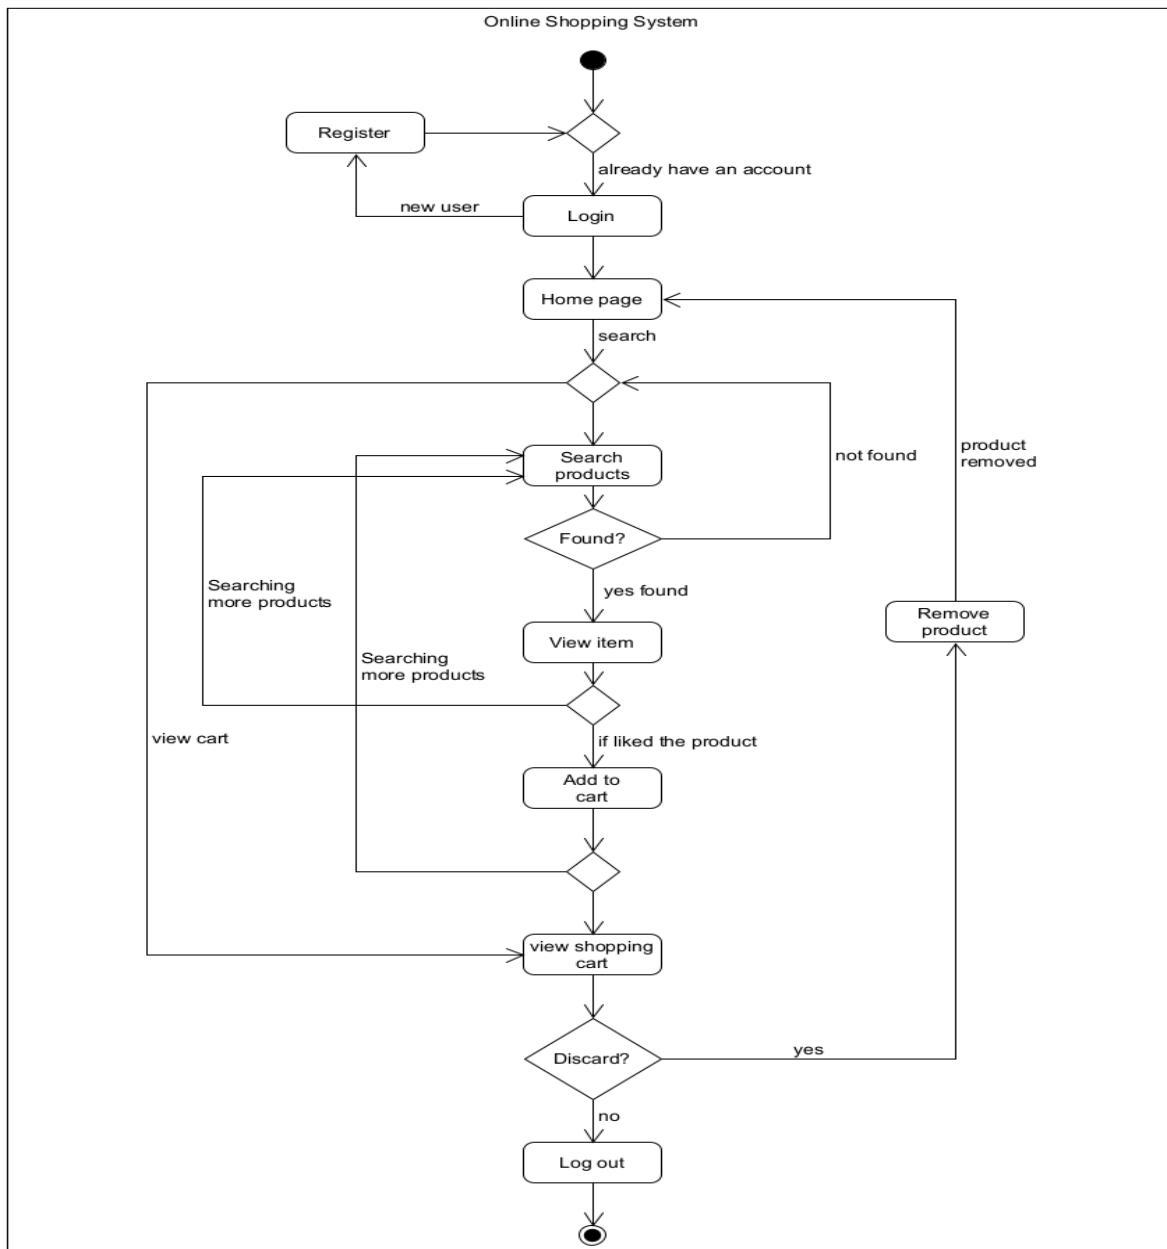 Online Shopping System
Register
already have an account
new user
Login
Home page
search
Search
products
product
removed
not found
Found?
Searching
more products
yes found
Remove
product
View item
Searching
more products
view cart
if liked the product
Add to
cart
view shopping
cart
Discard?
yes
no
Log out